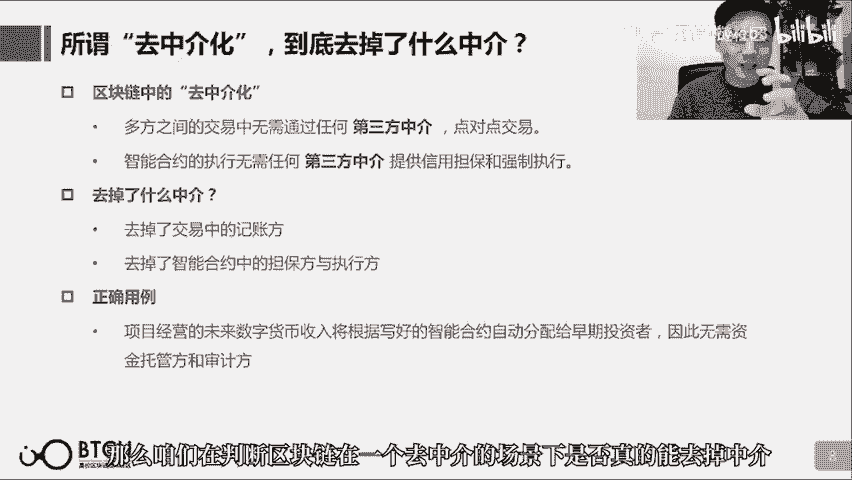 所谓“去中介化”，到底去掉了什么中介？
bilibili
区块链中的“去中介化”
多方之间的交易中无需通过任何 第三方中介 ，点对点交易。
智能合约的执行无需任何 第三方中介 提供信用担保和强制执行。
去掉了什么中介？
去掉了交易中的记账方
去掉了智能合约中的担保方与执行方
正确用例
项目经营的未来数字货币收入将根据写好的智能合约自动分配给早期投资者，因此无需资
金托管方和审计方
那么咱们在判断区块链在一个去中介的场景下是否真的能去掉中介